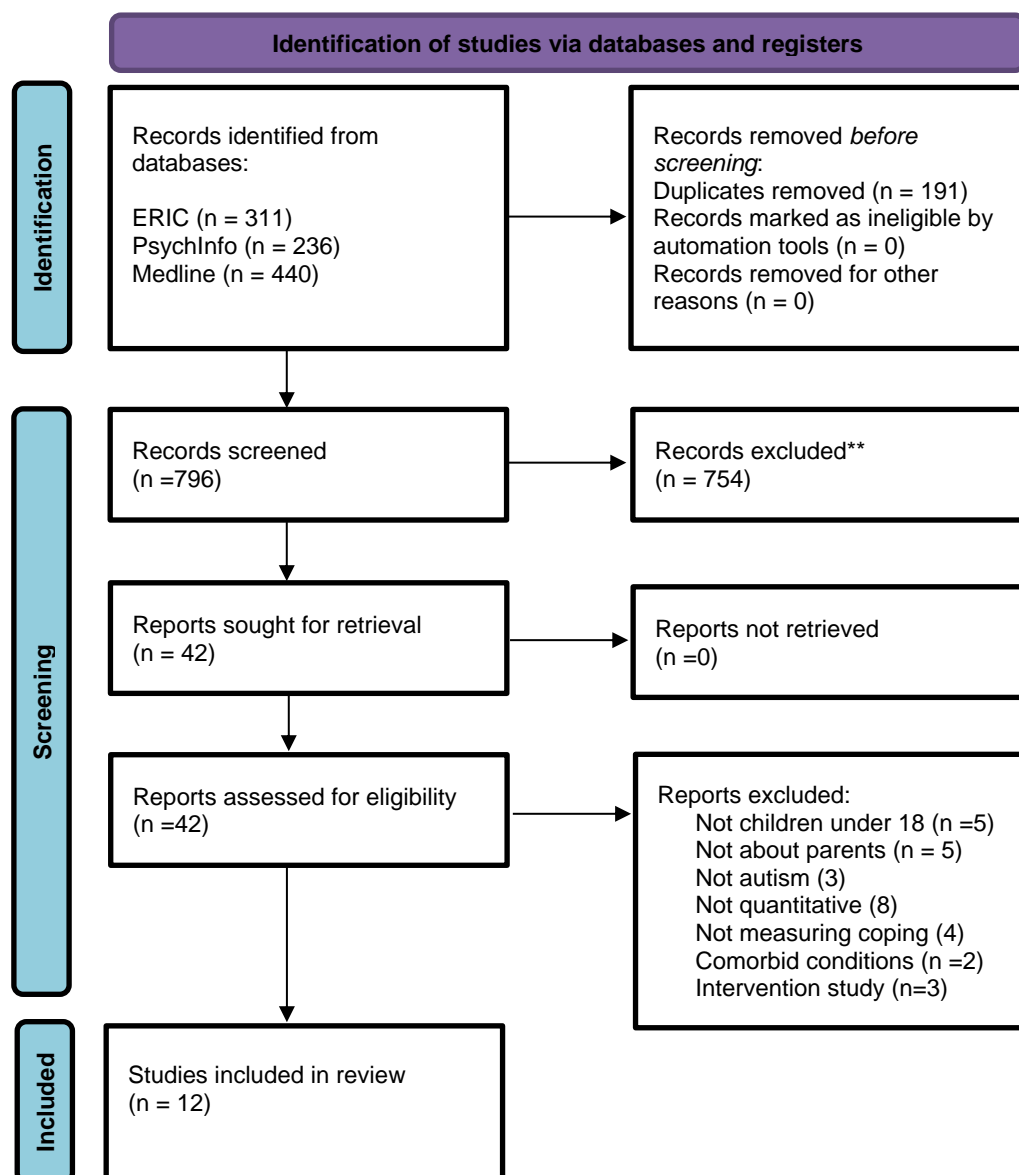 Identification of studies via databases and registers
Identification
Records identified from
databases:
ERIC (n = 311)
PsychInfo (n = 236)
Medline (n = 440)
Records removed before
screening:
Duplicates removed (n = 191)
Records marked as ineligible by
automation tools (n = 0)
Records removed for other
reasons (n = 0)
Screening
Records screened
(n =796)
Records excluded**
(n = 754)
Reports sought for retrieval
(n = 42)
Reports not retrieved
(n =0)
Reports assessed for eligibility
(n =42)
Reports excluded:
Not children under 18 (n =5)
Not about parents (n = 5)
Not autism (3)
Not quantitative (8)
Not measuring coping (4)
Comorbid conditions (n =2)
Intervention study (n=3)
Included
Studies included in review
(n = 12)